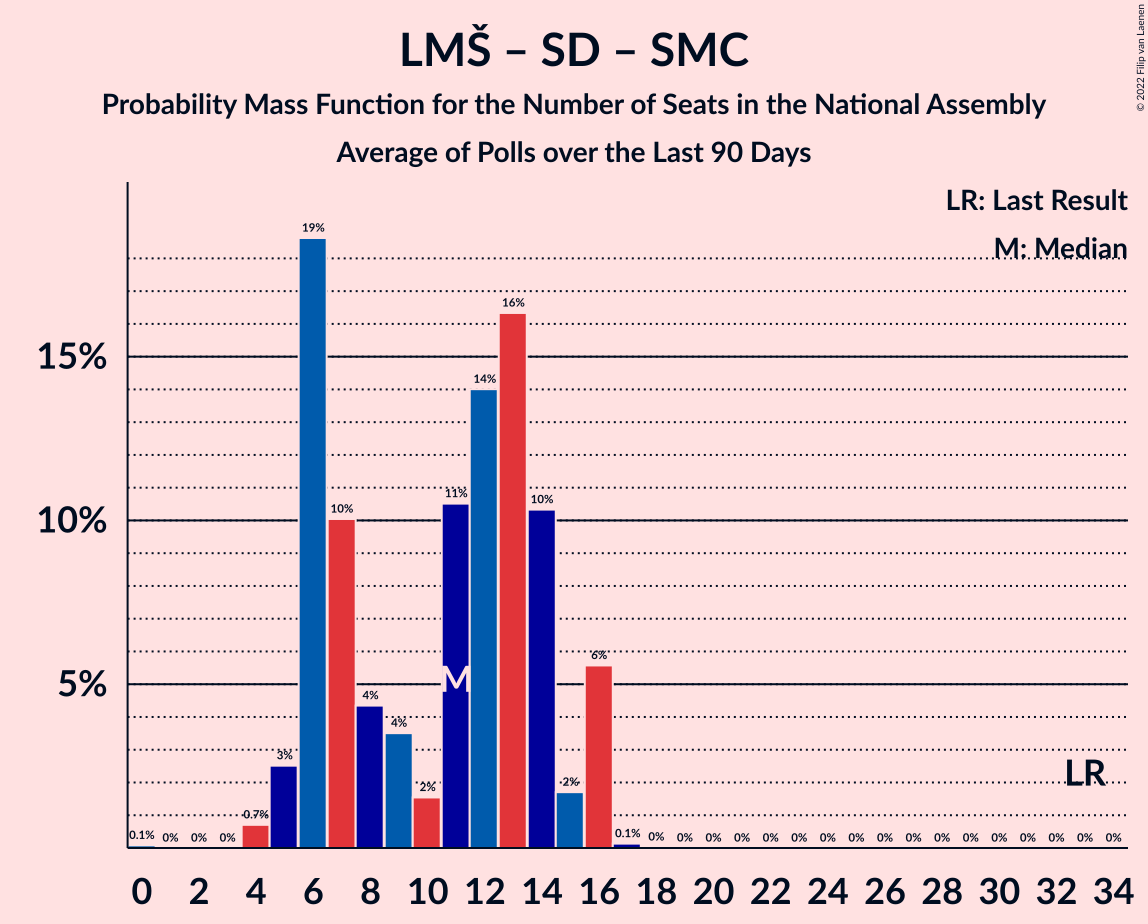 LMŠ – SD – SMC
Probability Mass Function for the Number of Seats in the National Assembly
Average of Polls over the Last 90 Days
© 2022 Filip van Laenen
LR: Last Result
M: Median
15%
10%
5%
0.1% 0% 0% 0% 0.7% 3% 19% 10% 4% 4% 2% 11% 14% 16% 10% 2% 6% 0.1% 0% 0% 0% 0% 0% 0% 0% 0% 0% 0% 0% 0% 0% 0% 0% 0% 0%
M
LR
0 2 4 6 8 10 12 14 16 18 20 22 24 26 28 30 32 34